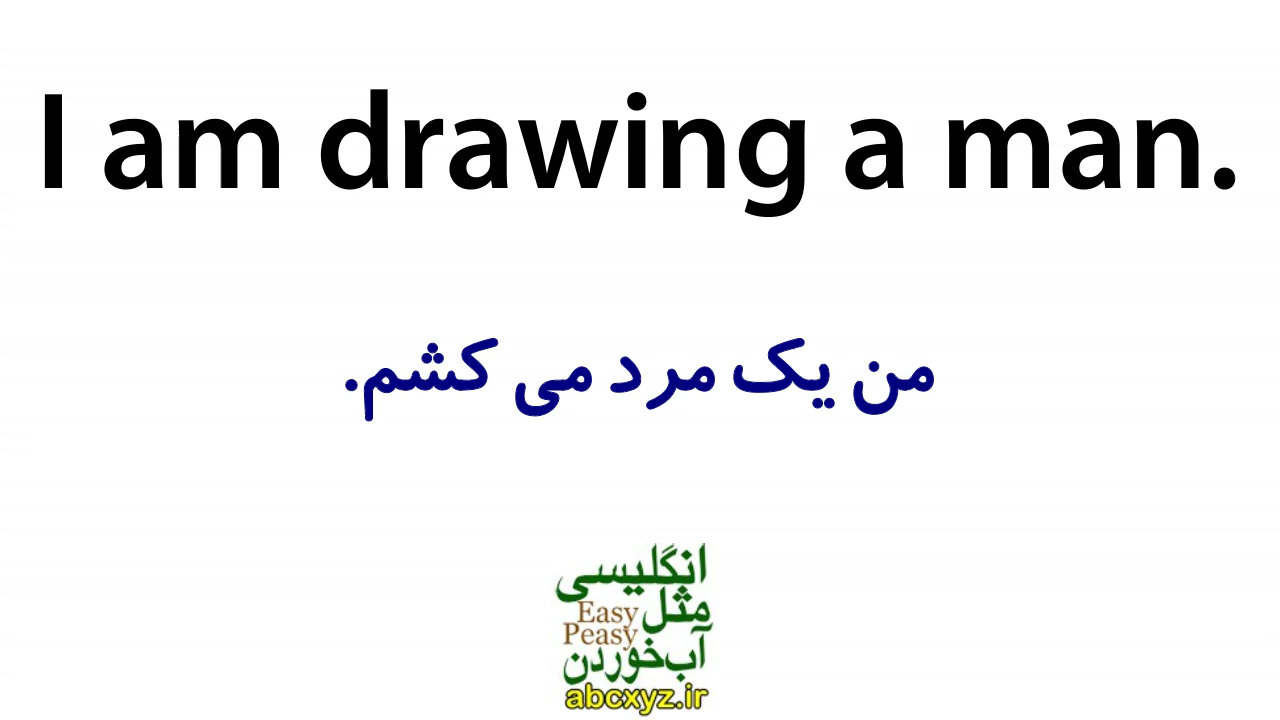 I am drawing a man.
من یک مرد می کشم.
انگلیسی
مثل
Easy
Peasy
آب خوردن
abcxyz.ir